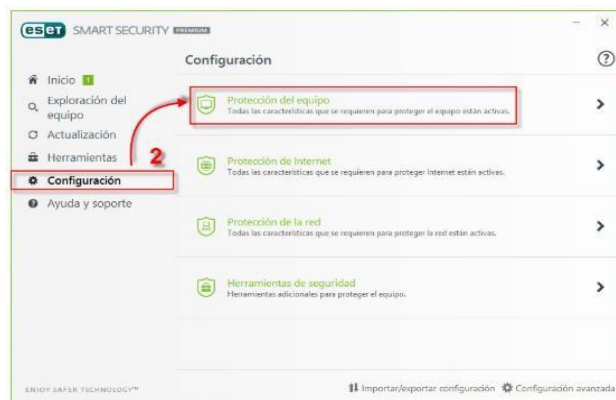 eset SMART SECURITY PREMIUM
Configuración
Inicio 1
Exploración del
equipo
Actualización
Herramientas
2
Configuración
Ayuda y soporte
Protección del equipo
Todas las características que se requieren para proteger el equipo están activas.
Protección de Internet
Todas las características que se requieren para proteger Internet están activas.
Protección de la red
Todas las características que se requieren para proteger la red están activas.
Herramientas de seguridad
Herramientas adicionales para proteger el equipo.
ENJOY SAFER TECHNOLOGY™
Importar/exportar configuración Configuración avanzada